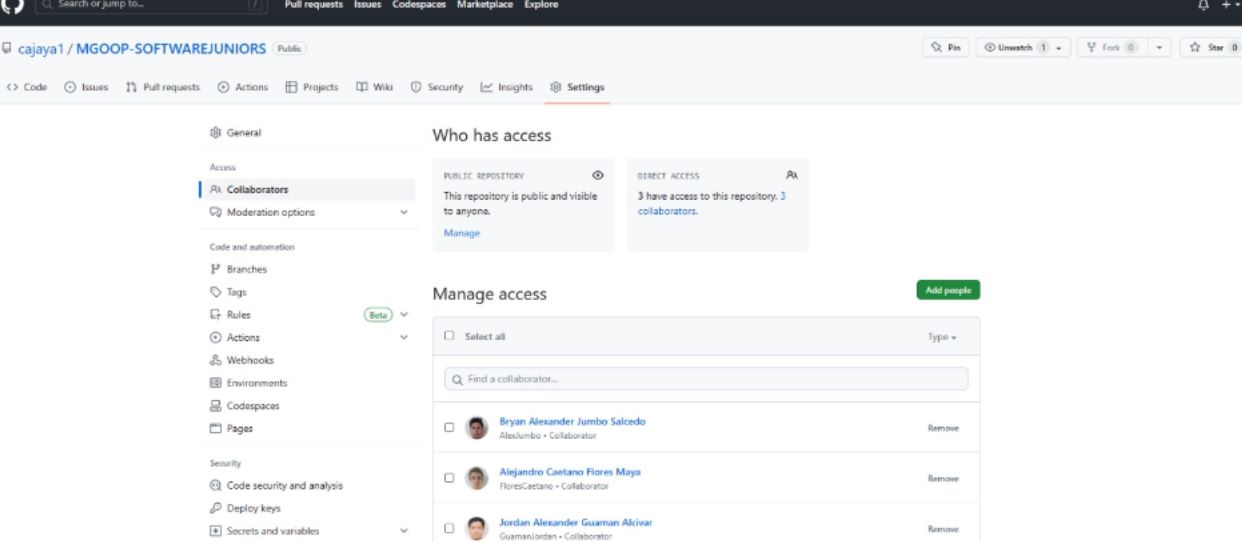 Search or jump to... /
Pull requests Issues Codespaces Marketplace Explore
cajaya1 / MGOOP-SOFTWAREJUNIORS Public
Pin Unwatch 1 Fork 0 Star 0
Code Issues Pull requests Actions Projects Wiki Security Insights Settings
General
Access
Collaborators
Moderation options
Code and automation
Branches
Tags
Rules Beta
Actions
Webhooks
Environments
Codespaces
Pages
Security
Code security and analysis
Deploy keys
Secrets and variables
Who has access
PUBLIC REPOSITORY
This repository is public and visible
to anyone.
Manage
DIRECT ACCESS
3 have access to this repository. 3
collaborators.
Manage access
Add people
Select all Type
Find a collaborator...
Bryan Alexander Jumbo Salcedo
AlexJumbo • Collaborator
Remove
Alejandro Caetano Flores Maya
FloresCaetano • Collaborator
Remove
Jordan Alexander Guaman Alcivar
GuamanJordan • Collaborator
Remove